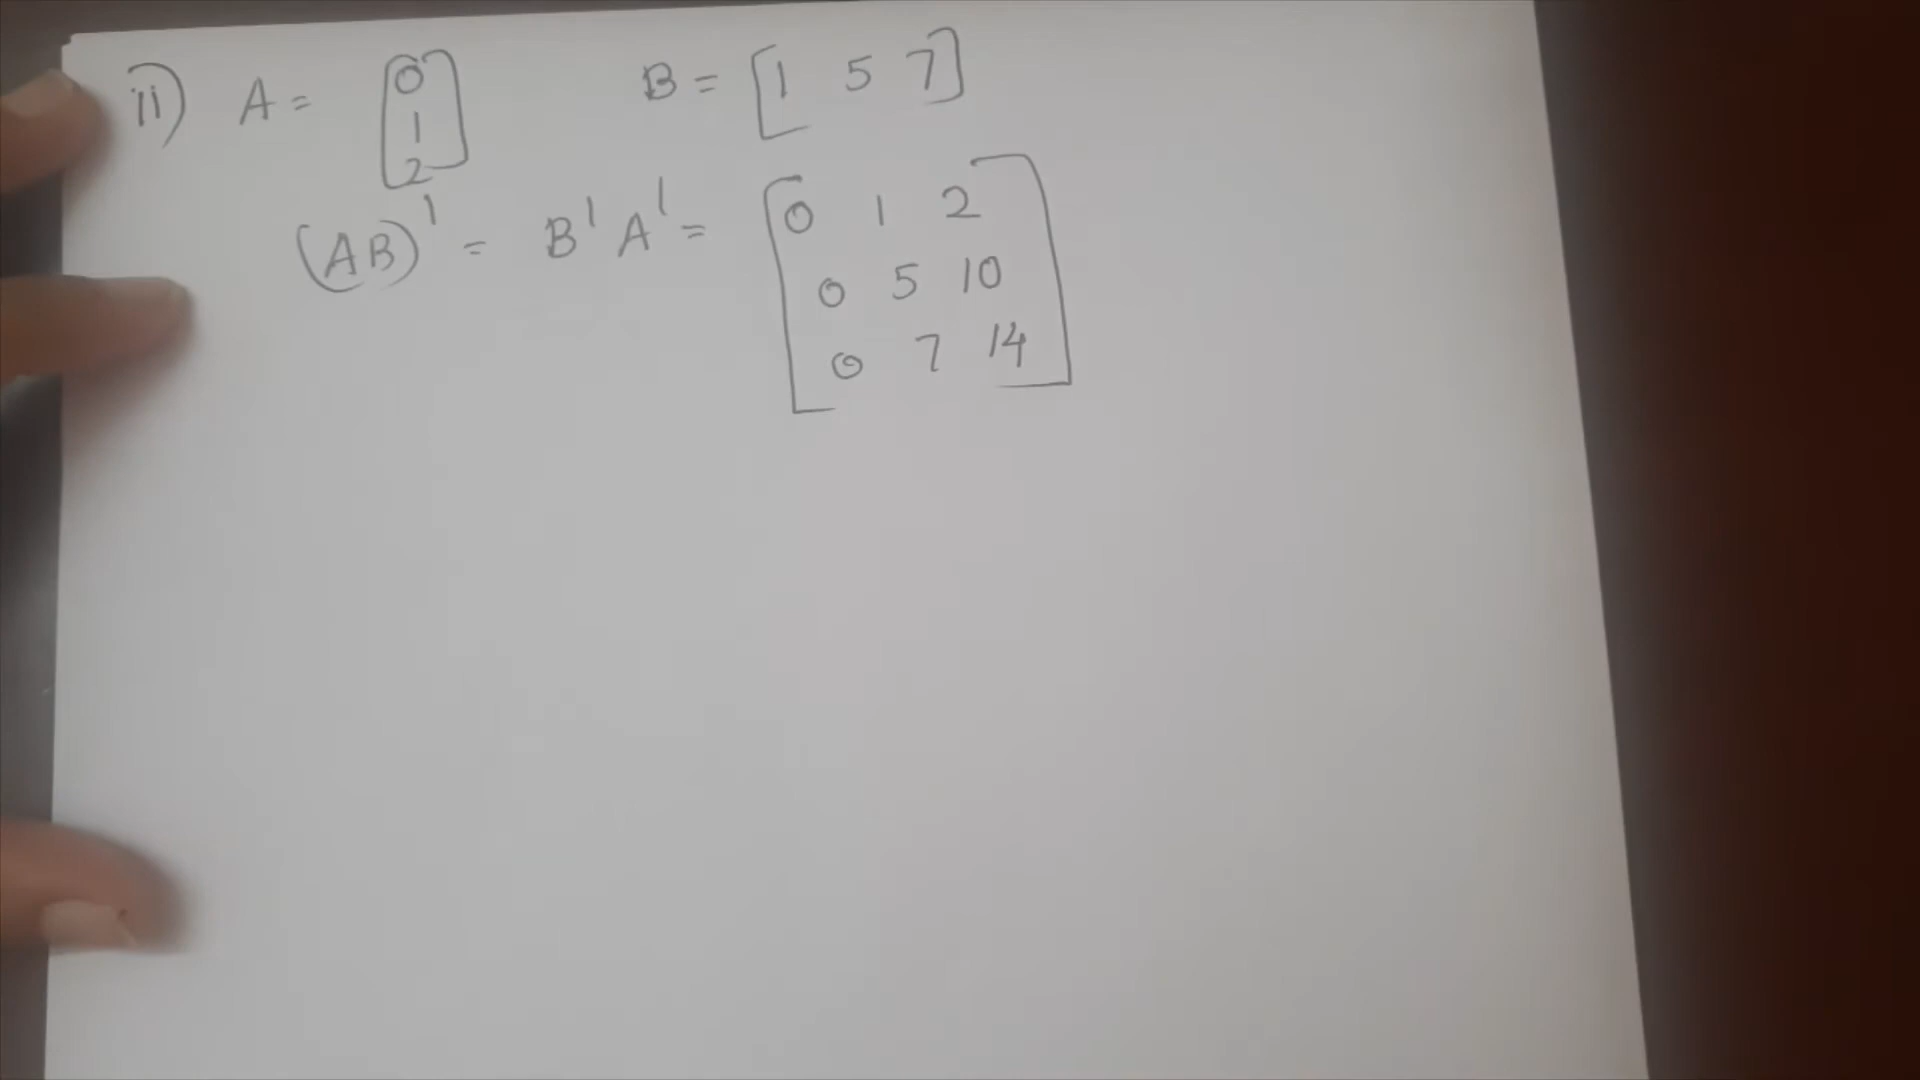 ii) A = [0 B = [1 5 7]
1
2]
(AB)' = B' A' = [0 1 2
0 5 10
0 7 14]